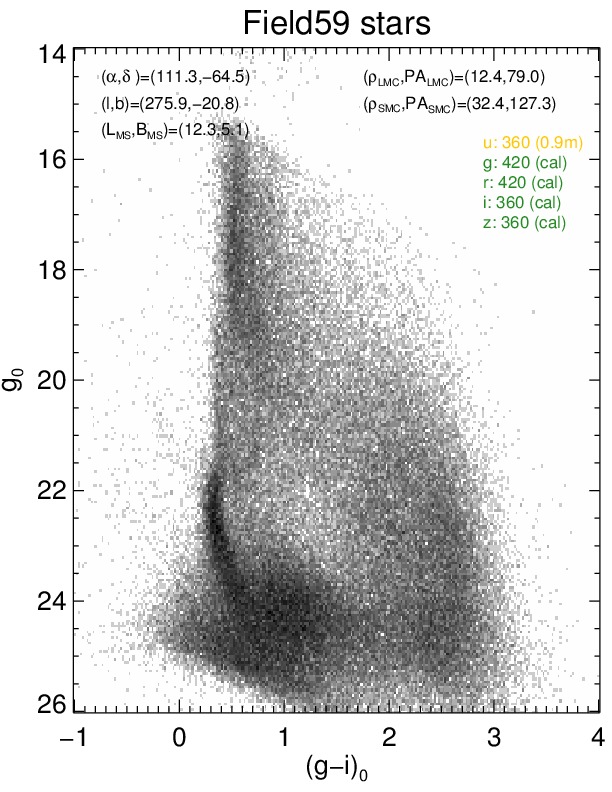 Field59 stars
(α,δ )=(111.3,−64.5)
(ρLMC,PALMC)=(12.4,79.0)
(l,b)=(275.9,−20.8)
(ρSMC,PASMC)=(32.4,127.3)
(LMS,BMS)=(12.3,5.1)
u: 360 (0.9m)
g: 420 (cal)
r: 420 (cal)
i: 360 (cal)
z: 360 (cal)
14
16
18
20
22
24
26
g0
−1 0 1 2 3 4
(g−i)0